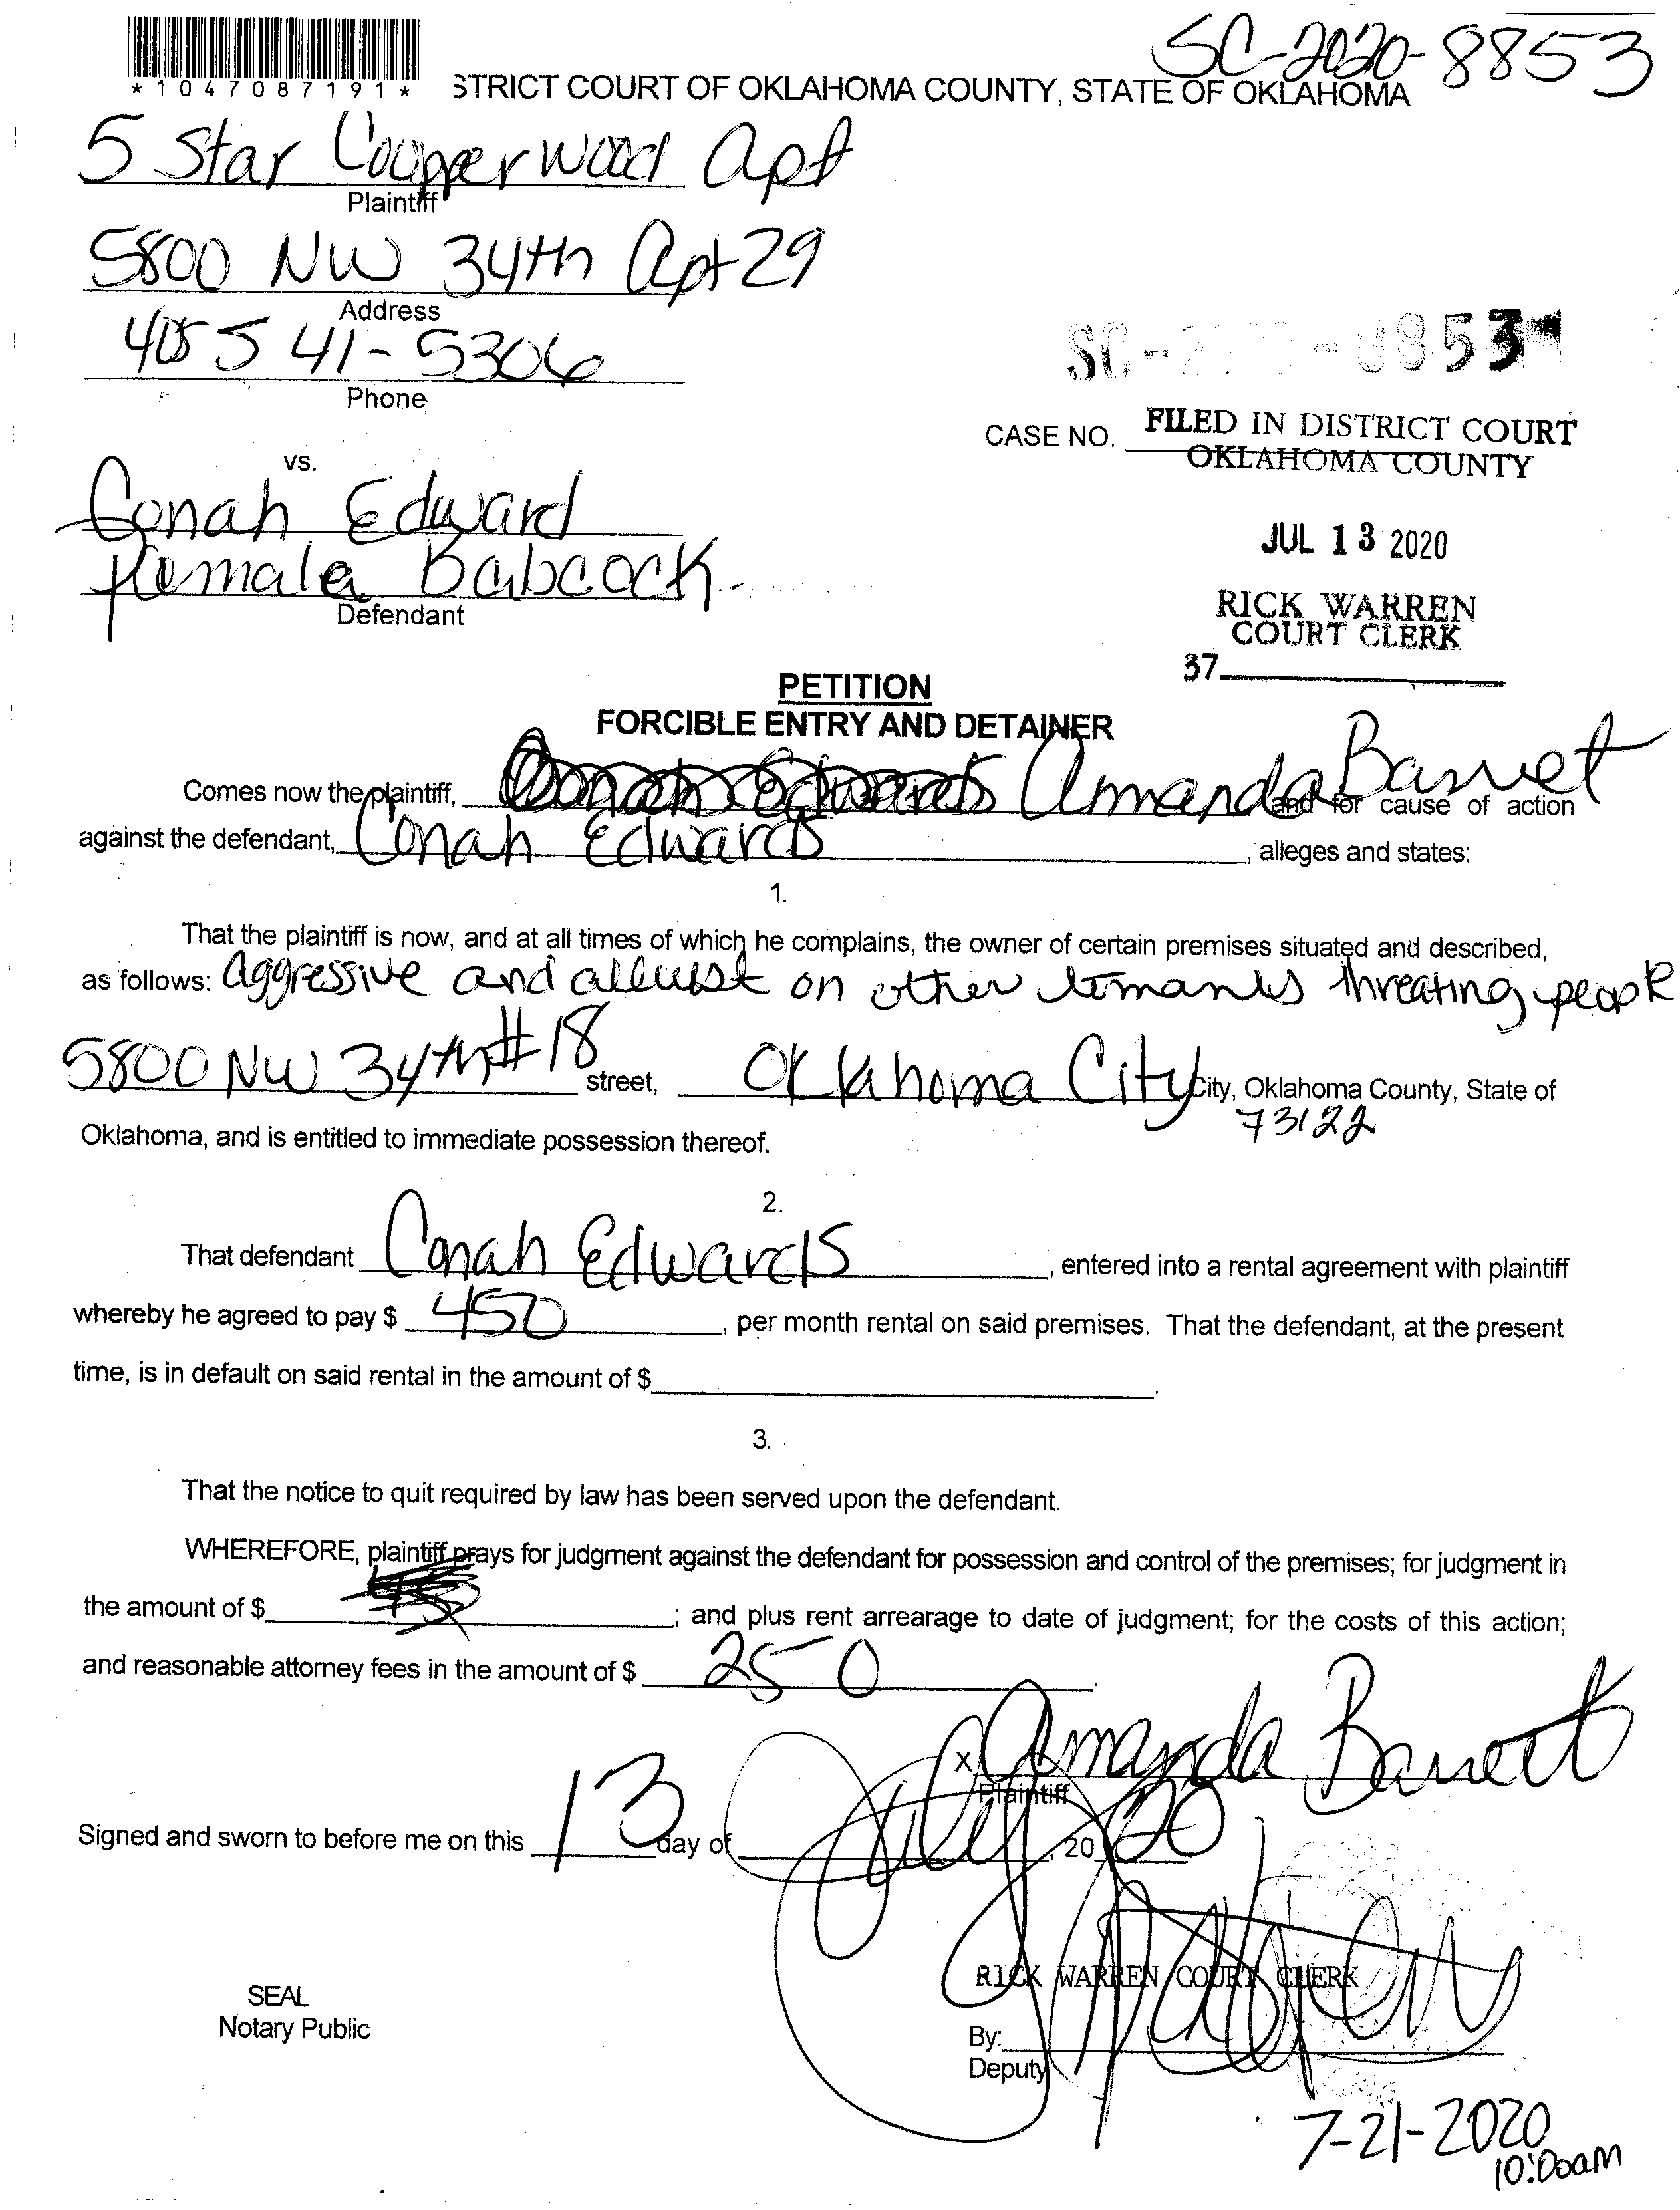 SC-2020-8853
*1047087191*
STRICT COURT OF OKLAHOMA COUNTY, STATE OF OKLAHOMA
5 Star Coupperwood Apt
Plaintiff
5800 NW 34th Apt 29
Address
405 541-5306
Phone
SC-2020-8853
CASE NO.
FILED IN DISTRICT COURT
OKLAHOMA COUNTY
JUL 13 2020
RICK WARREN
COURT CLERK
37
vs.
Conah Edward
Babcock
Defendant
PETITION
FORCIBLE ENTRY AND DETAINER
Comes now the plaintiff, Conah Edwards Amanda Barret and for cause of action
against the defendant, Conah Edwards, alleges and states:
1.
That the plaintiff is now, and at all times of which he complains, the owner of certain premises situated and described,
as follows: aggressive and on other threating people
5800 NW 34th #18 street, Oklahoma City City, Oklahoma County, State of
73122
Oklahoma, and is entitled to immediate possession thereof.
2.
That defendant Conah Edwards, entered into a rental agreement with plaintiff
whereby he agreed to pay $ 450, per month rental on said premises. That the defendant, at the present
time, is in default on said rental in the amount of $
3.
That the notice to quit required by law has been served upon the defendant.
WHEREFORE, plaintiff prays for judgment against the defendant for possession and control of the premises; for judgment in
the amount of $ ; and plus rent arrearage to date of judgment; for the costs of this action;
and reasonable attorney fees in the amount of $ 250.
x Amanda Barrett
Plaintiff
Signed and sworn to before me on this 13 day of July, 20 20
RICK WARREN COURT CLERK
SEAL
Notary Public
By:
Deputy
7-21-2020
10:00am